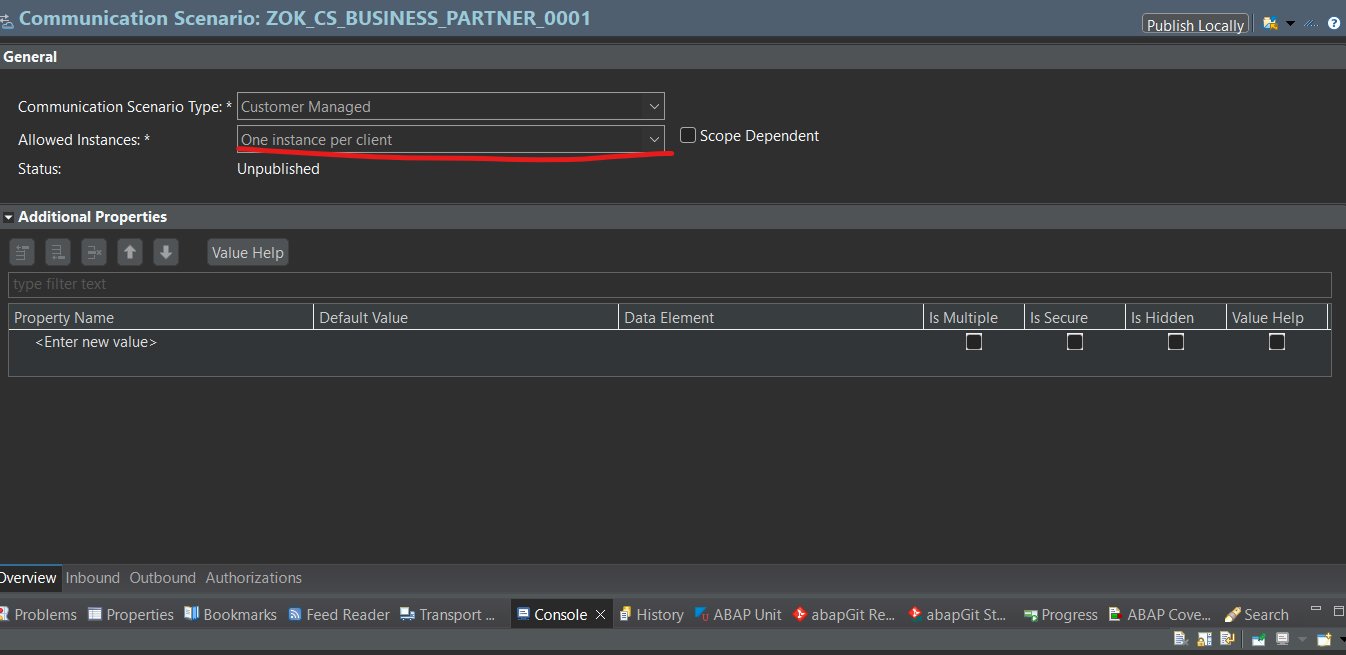 Communication Scenario: ZOK_CS_BUSINESS_PARTNER_0001
Publish Locally
General
Communication Scenario Type: * Customer Managed
Allowed Instances: * One instance per client Scope Dependent
Status: Unpublished
Additional Properties
Value Help
type filter text
Property Name Default Value Data Element Is Multiple Is Secure Is Hidden Value Help
<Enter new value>
Overview Inbound Outbound Authorizations
Problems Properties Bookmarks Feed Reader Transport ... Console History ABAP Unit abapGit Re... abapGit St... Progress ABAP Cove... Search